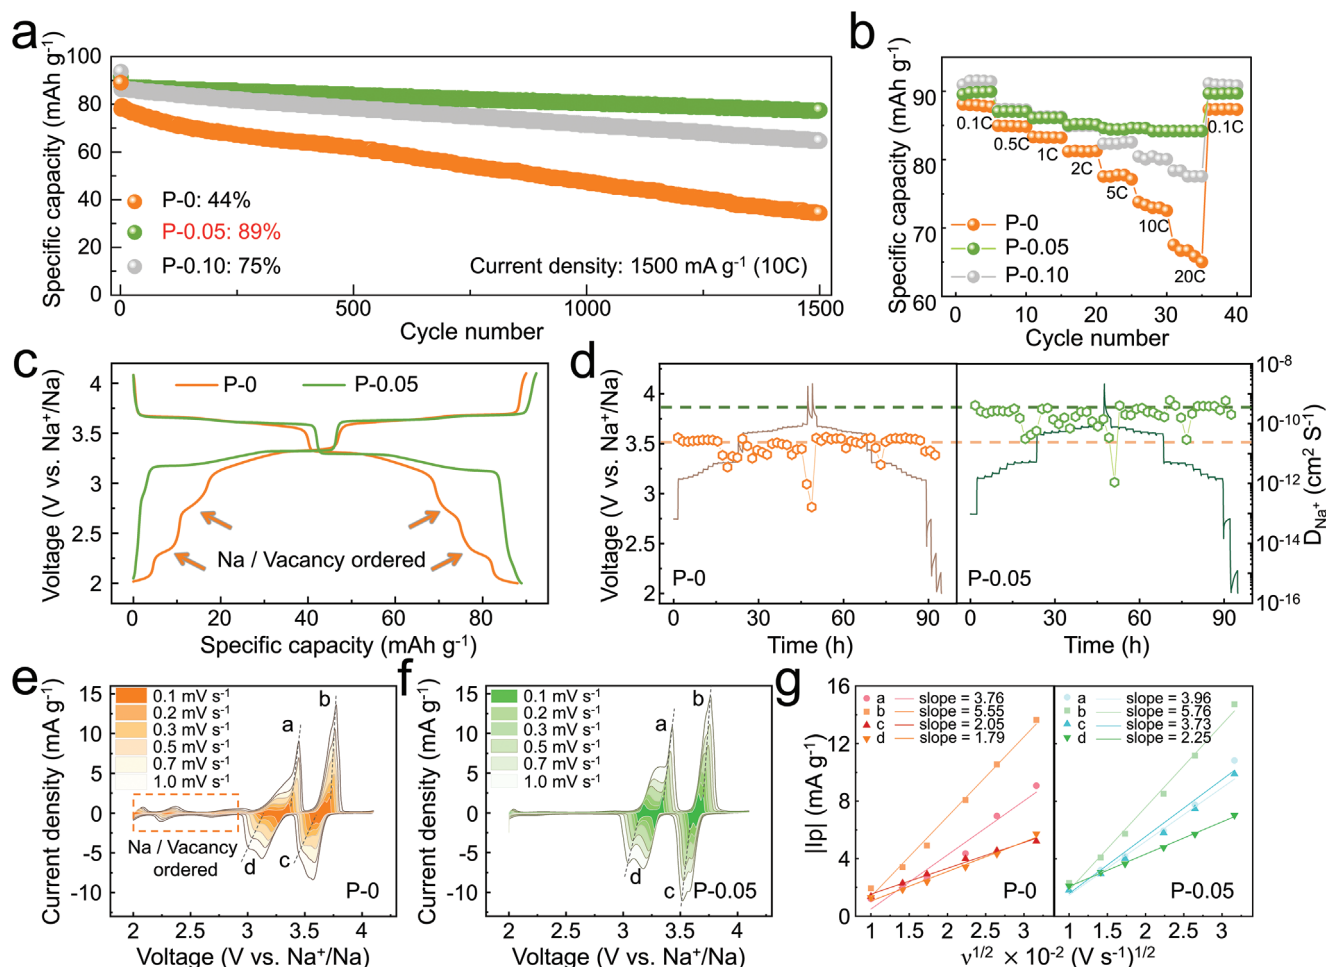 a
Specific capacity (mAh g⁻¹)
100
80
60
40
20
0
P-0: 44%
P-0.05: 89%
P-0.10: 75%
Current density: 1500 mA g⁻¹ (10C)
0
500
1000
1500
Cycle number
b
Specific capacity (mAh g⁻¹)
90
80
70
60
0.1C
0.5C
1C
2C
5C
10C
20C
0.1C
P-0
P-0.05
P-0.10
0
10
20
30
40
Cycle number
c
Voltage (V vs. Na⁺/Na)
4
3.5
3
2.5
2
P-0
P-0.05
Na / Vacancy ordered
0
20
40
60
80
Specific capacity (mAh g⁻¹)
d
Voltage (V vs. Na⁺/Na)
4
3.5
3
2.5
2
P-0
P-0.05
10⁻⁸
10⁻¹⁰
10⁻¹²
10⁻¹⁴
10⁻¹⁶
D_Na⁺ (cm² S⁻¹)
0
30
60
90
0
30
60
90
Time (h)
Time (h)
e
Current density (mA g⁻¹)
15
10
5
0
-5
-10
0.1 mV s⁻¹
0.2 mV s⁻¹
0.3 mV s⁻¹
0.5 mV s⁻¹
0.7 mV s⁻¹
1.0 mV s⁻¹
a
b
c
d
Na / Vacancy
ordered
P-0
2
3
4
Voltage (V vs. Na⁺/Na)
f
Current density (mA g⁻¹)
15
10
5
0
-5
-10
0.1 mV s⁻¹
0.2 mV s⁻¹
0.3 mV s⁻¹
0.5 mV s⁻¹
0.7 mV s⁻¹
1.0 mV s⁻¹
a
b
c
d
P-0.05
2
3
4
Voltage (V vs. Na⁺/Na)
g
|Ip| (mA g⁻¹)
16
12
8
4
0
a slope = 3.76
b slope = 5.55
c slope = 2.05
d slope = 1.79
P-0
a slope = 3.96
b slope = 5.76
c slope = 3.73
d slope = 2.25
P-0.05
1
1.5
2
2.5
3
1
1.5
2
2.5
3
ν¹ᐟ² × 10⁻² (V s⁻¹)¹ᐟ²